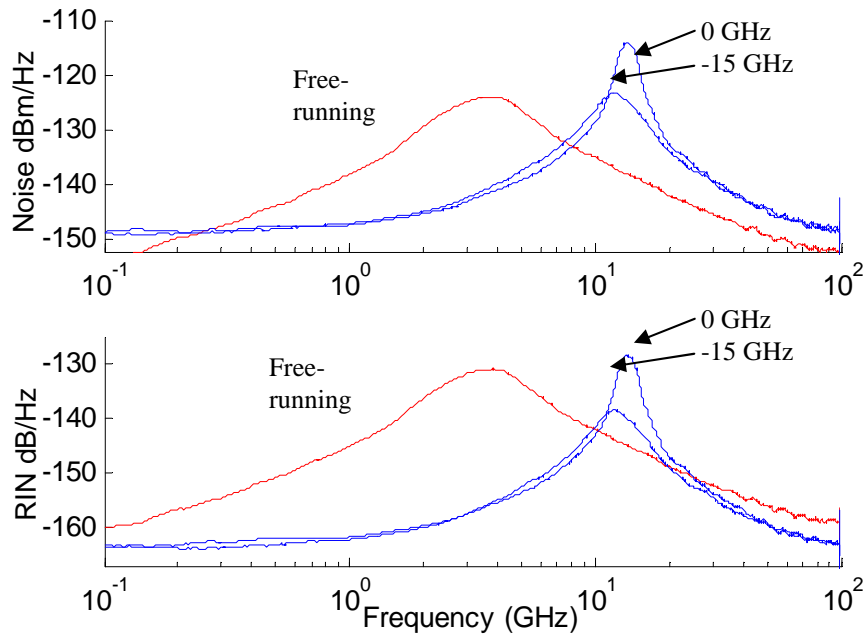 -110
0 GHz
-120
-15 GHz
Free-
running
-130
-140
-150
Noise dBm/Hz
10^-1
10^0
10^1
10^2
0 GHz
-130
-15 GHz
Free-
running
-140
-150
-160
RIN dB/Hz
10^-1
10^0
10^1
10^2
Frequency (GHz)